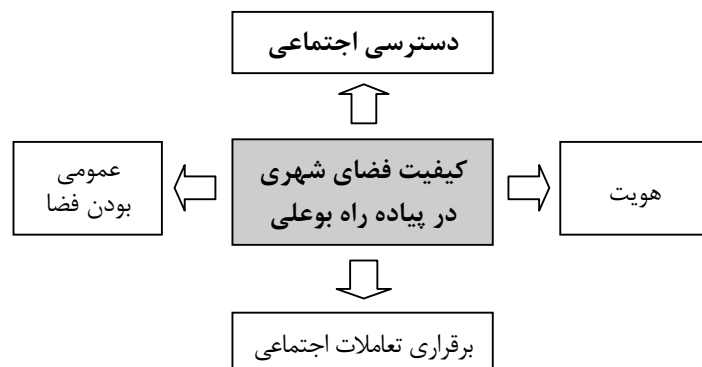 دسترسی اجتماعی
کیفیت فضای شهری
در پیاده راه بوعلی
هویت
عمومی
بودن فضا
برقراری تعاملات اجتماعی